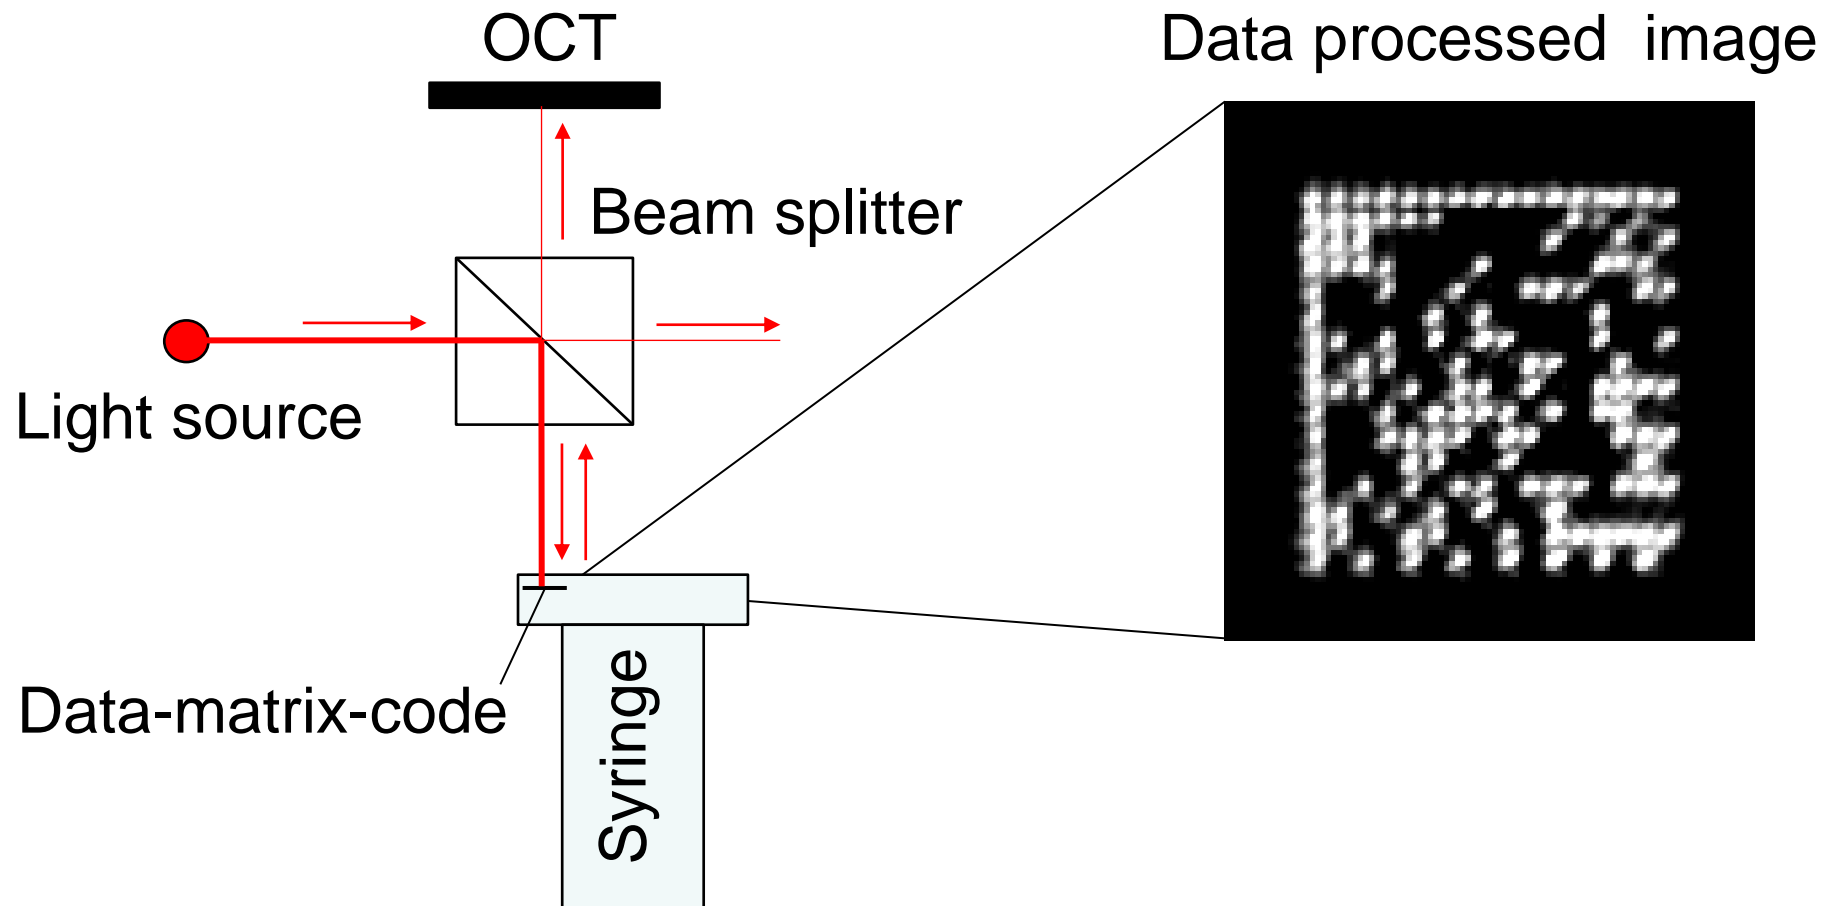 OCT
Data processed image
Beam splitter
Light source
Data-matrix-code
Syringe